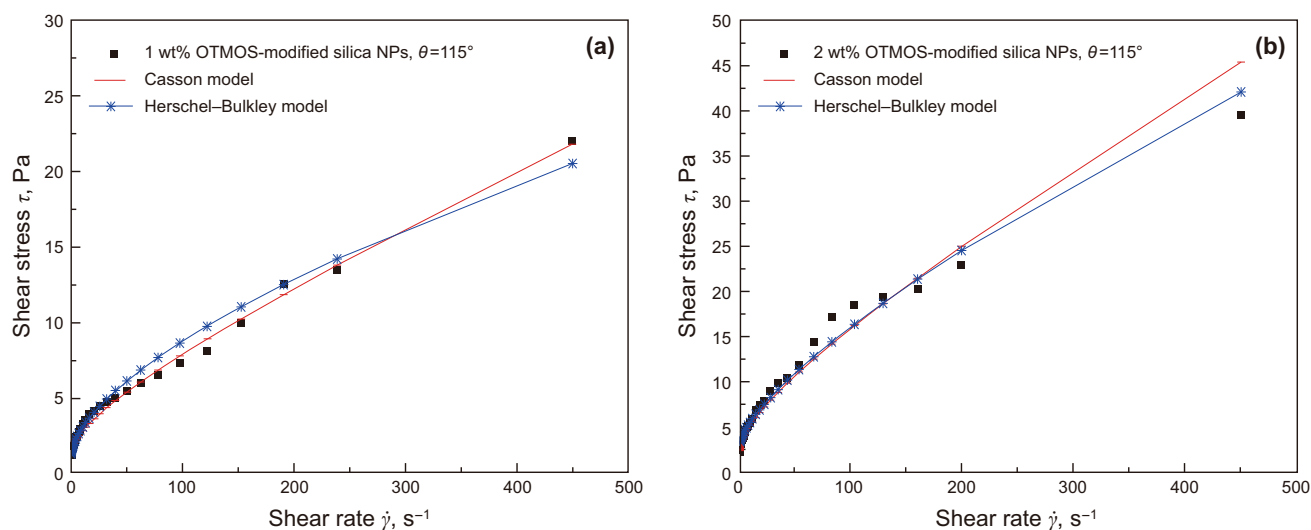 (a)
1 wt% OTMOS-modified silica NPs, θ=115°
Casson model
Herschel–Bulkley model
30
25
20
15
10
5
0
Shear stress τ, Pa
0 100 200 300 400 500
Shear rate γ̇, s⁻¹
(b)
2 wt% OTMOS-modified silica NPs, θ=115°
Casson model
Herschel–Bulkley model
50
45
40
35
30
25
20
15
10
5
0
Shear stress τ, Pa
0 100 200 300 400 500
Shear rate γ̇, s⁻¹